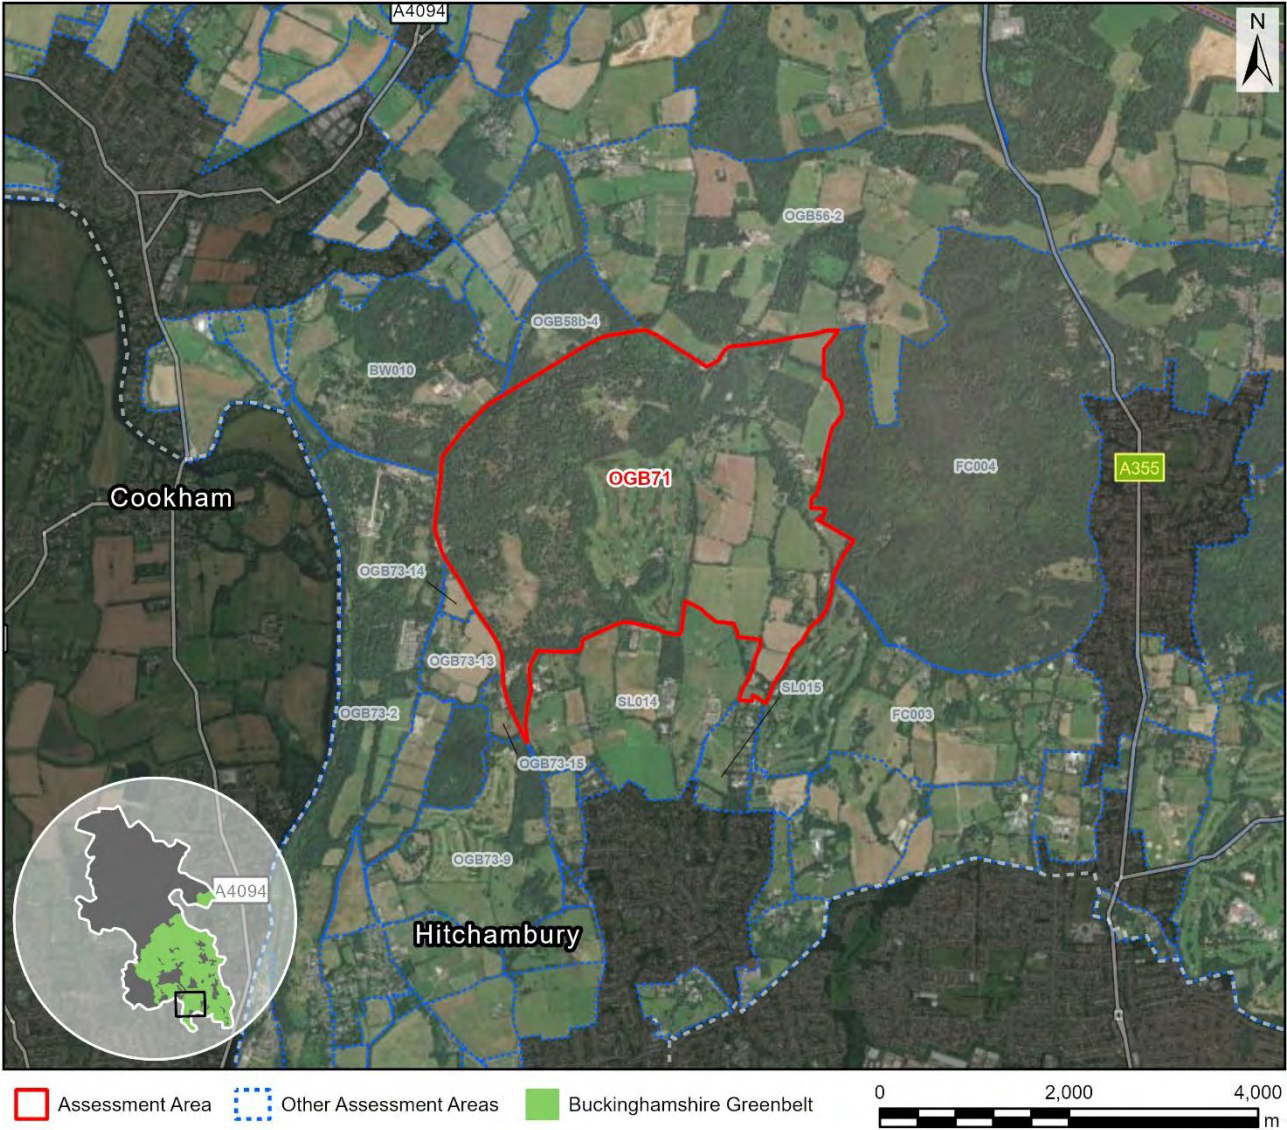 A4094
N
OGB56-2
OGB58b-4
BW010
A355
FC004
OGB71
Cookham
OGB73-14
OGB73-13
SL015
SL014
OGB73-2
FC003
OGB73-15
OGB73-9
A4094
Hitchambury
Assessment Area
Other Assessment Areas
Buckinghamshire Greenbelt
0 2,000 4,000
m